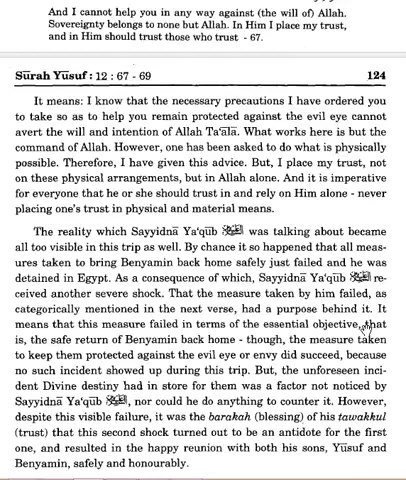 And I cannot help you in any way against (the will of) Allah.
Sovereignty belongs to none but Allah. In Him I place my trust,
and in Him should trust those who trust - 67.
Sūrah Yūsuf : 12 : 67 - 69 124
It means: I know that the necessary precautions I have ordered you
to take so as to help you remain protected against the evil eye cannot
avert the will and intention of Allah Ta‘ālā. What works here is but the
command of Allah. However, one has been asked to do what is physically
possible. Therefore, I have given this advice. But, I place my trust, not
on these physical arrangements, but in Allah alone. And it is imperative
for everyone that he or she should trust in and rely on Him alone - never
placing one's trust in physical and material means.
The reality which Sayyidnā Ya‘qūb was talking about became
all too visible in this trip as well. By chance it so happened that all meas-
ures taken to bring Benyamin back home safely just failed and he was
detained in Egypt. As a consequence of which, Sayyidnā Ya‘qūb re-
ceived another severe shock. That the measure taken by him failed, as
categorically mentioned in the next verse, had a purpose behind it. It
means that this measure failed in terms of the essential objective, that
is, the safe return of Benyamin back home - though, the measure taken
to keep them protected against the evil eye or envy did succeed, because
no such incident showed up during this trip. But, the unforeseen inci-
dent Divine destiny had in store for them was a factor not noticed by
Sayyidnā Ya‘qūb , nor could he do anything to counter it. However,
despite this visible failure, it was the barakah (blessing) of his tawakkul
(trust) that this second shock turned out to be an antidote for the first
one, and resulted in the happy reunion with both his sons, Yūsuf and
Benyamin, safely and honourably.